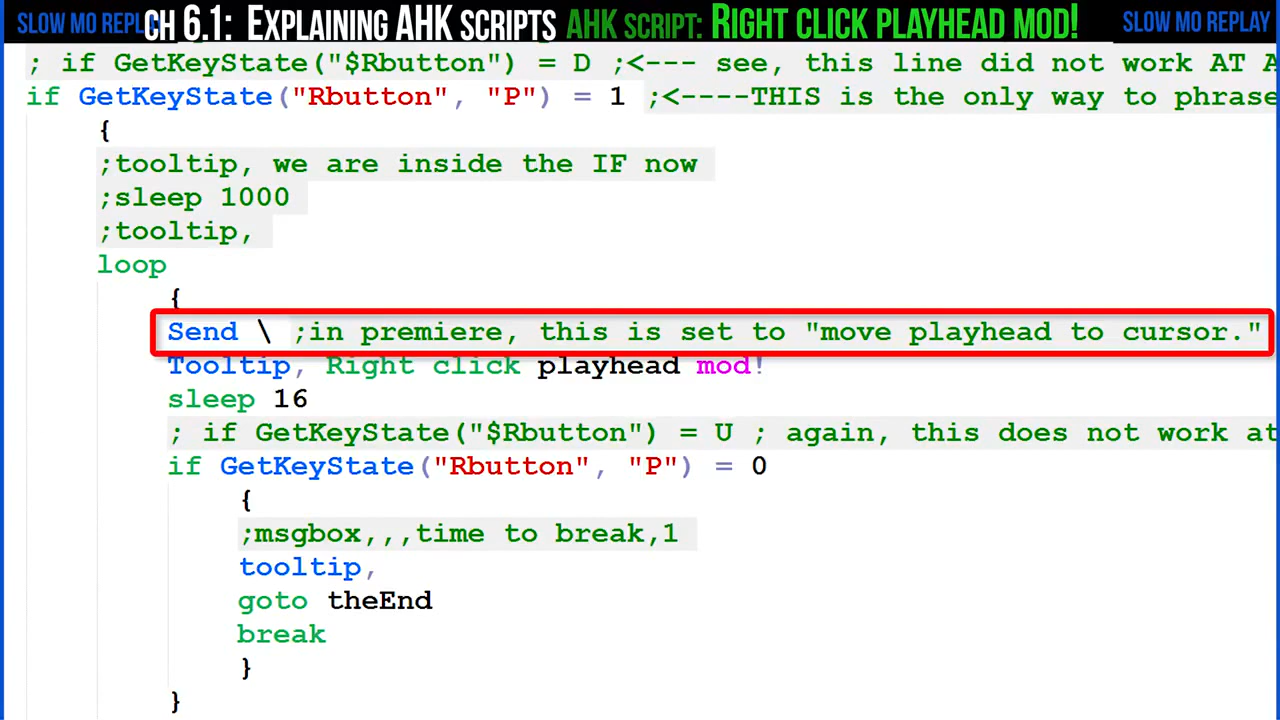 SLOW MO REPL
CH 6.1: EXPLAINING AHK SCRIPTS AHK SCRIPT: RIGHT CLICK PLAYHEAD MOD!
SLOW MO REPLAY
; if GetKeyState("$Rbutton") = D ;<--- see, this line did not work AT A
if GetKeyState("Rbutton", "P") = 1 ;<----THIS is the only way to phrase
{
;tooltip, we are inside the IF now
;sleep 1000
;tooltip,
loop
{
Send \ ;in premiere, this is set to "move playhead to cursor."
Tooltip, Right click playhead mod!
sleep 16
; if GetKeyState("$Rbutton") = U ; again, this does not work at
if GetKeyState("Rbutton", "P") = 0
{
;msgbox,,,time to break,1
tooltip,
goto theEnd
break
}
}